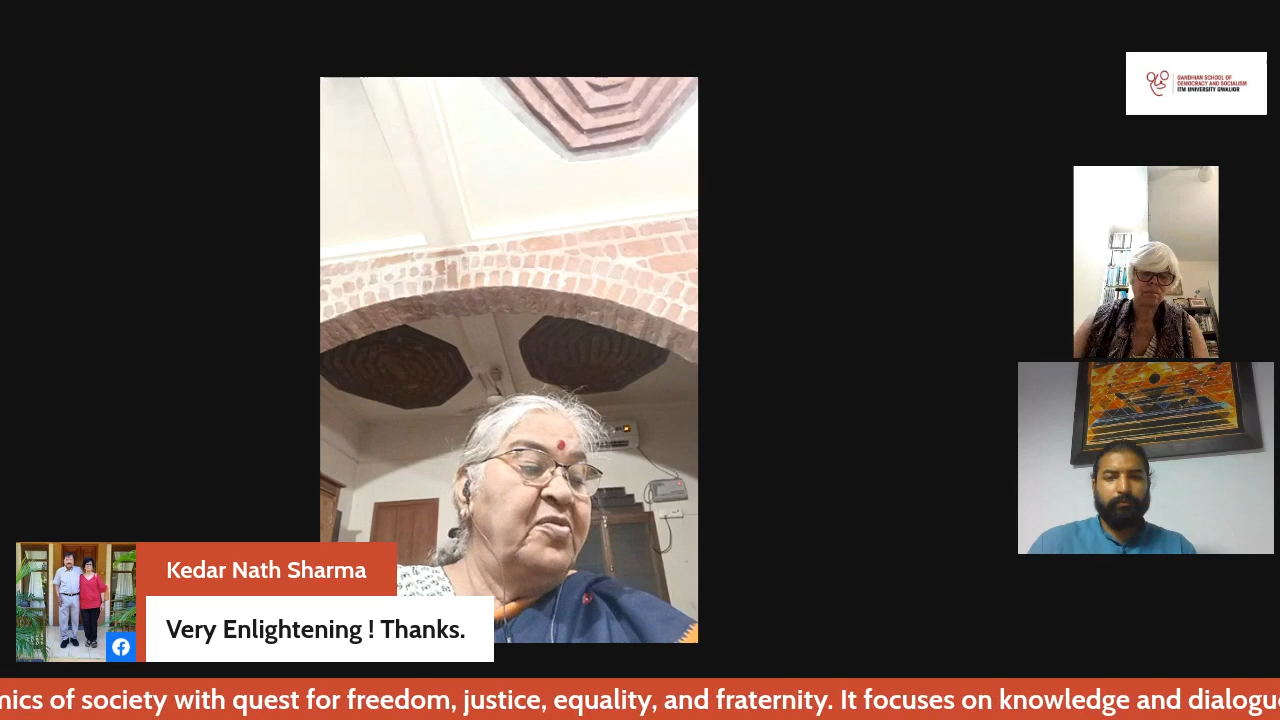 GANDHIAN SCHOOL OF
DEMOCRACY AND SOCIALISM
ITM UNIVERSITY GWALIOR
Kedar Nath Sharma
Very Enlightening ! Thanks.
mics of society with quest for freedom, justice, equality, and fraternity. It focuses on knowledge and dialogu